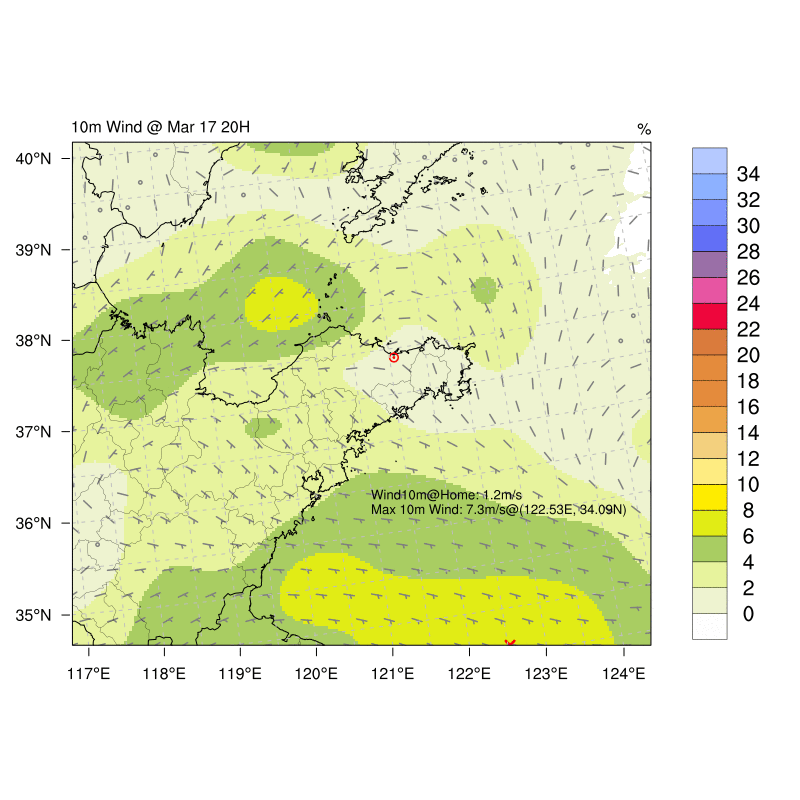 10m Wind @ Mar 17 20H
%
40°N
39°N
38°N
37°N
36°N
35°N
Wind10m@Home: 1.2m/s
Max 10m Wind: 7.3m/s@(122.53E, 34.09N)
117°E 118°E 119°E 120°E 121°E 122°E 123°E 124°E
34
32
30
28
26
24
22
20
18
16
14
12
10
8
6
4
2
0